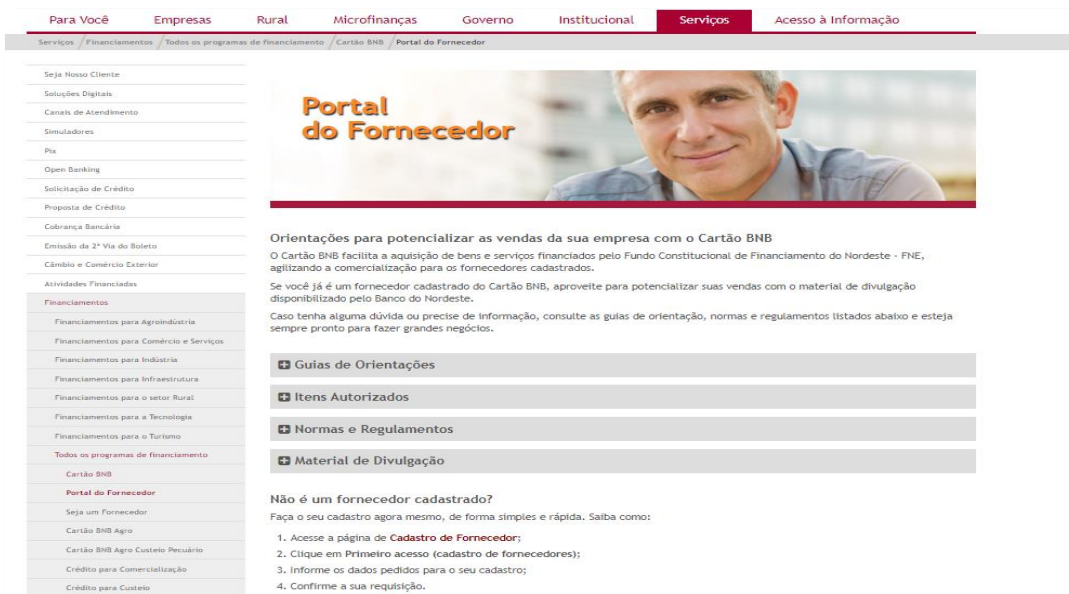 Para Você Empresas Rural Microfinanças Governo Institucional Serviços Acesso à Informação
Serviços / Financiamentos / Todos os programas de financiamento / Cartão BNB / Portal do Fornecedor
Seja Nosso Cliente
Soluções Digitais
Canais de Atendimento
Simuladores
Pix
Open Banking
Solicitação de Crédito
Proposta de Crédito
Cobrança Bancária
Emissão da 2ª Via do Boleto
Câmbio e Comércio Exterior
Atividades Financiadas
Financiamentos
Financiamentos para Agroindústria
Financiamentos para Comércio e Serviços
Financiamentos para Indústria
Financiamentos para Infraestrutura
Financiamentos para o setor Rural
Financiamentos para a Tecnologia
Financiamentos para o Turismo
Todos os programas de financiamento
Cartão BNB
Portal do Fornecedor
Seja um Fornecedor
Cartão BNB Agro
Cartão BNB Agro Custeio Pecuário
Crédito para Comercialização
Crédito para Custeio
Portal
do Fornecedor
Orientações para potencializar as vendas da sua empresa com o Cartão BNB
O Cartão BNB facilita a aquisição de bens e serviços financiados pelo Fundo Constitucional de Financiamento do Nordeste - FNE,
agilizando a comercialização para os fornecedores cadastrados.
Se você já é um fornecedor cadastrado do Cartão BNB, aproveite para potencializar suas vendas com o material de divulgação
disponibilizado pelo Banco do Nordeste.
Caso tenha alguma dúvida ou precise de informação, consulte as guias de orientação, normas e regulamentos listados abaixo e esteja
sempre pronto para fazer grandes negócios.
Guias de Orientações
Itens Autorizados
Normas e Regulamentos
Material de Divulgação
Não é um fornecedor cadastrado?
Faça o seu cadastro agora mesmo, de forma simples e rápida. Saiba como:
1. Acesse a página de Cadastro de Fornecedor;
2. Clique em Primeiro acesso (cadastro de fornecedores);
3. Informe os dados pedidos para o seu cadastro;
4. Confirme a sua requisição.